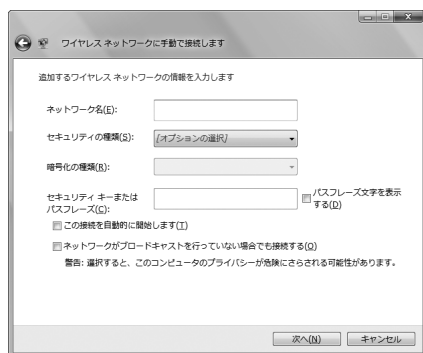 ワイヤレス ネットワークに手動で接続します
追加するワイヤレス ネットワークの情報を入力します
ネットワーク名(E):
セキュリティの種類(S):
[オプションの選択]
暗号化の種類(R):
セキュリティ キーまたは
パスフレーズ(C):
パスフレーズ文字を表示
する(D)
この接続を自動的に開始します(T)
ネットワークがブロードキャストを行っていない場合でも接続する(O)
警告: 選択すると、このコンピュータのプライバシーが危険にさらされる可能性があります。
次へ(N)
キャンセル